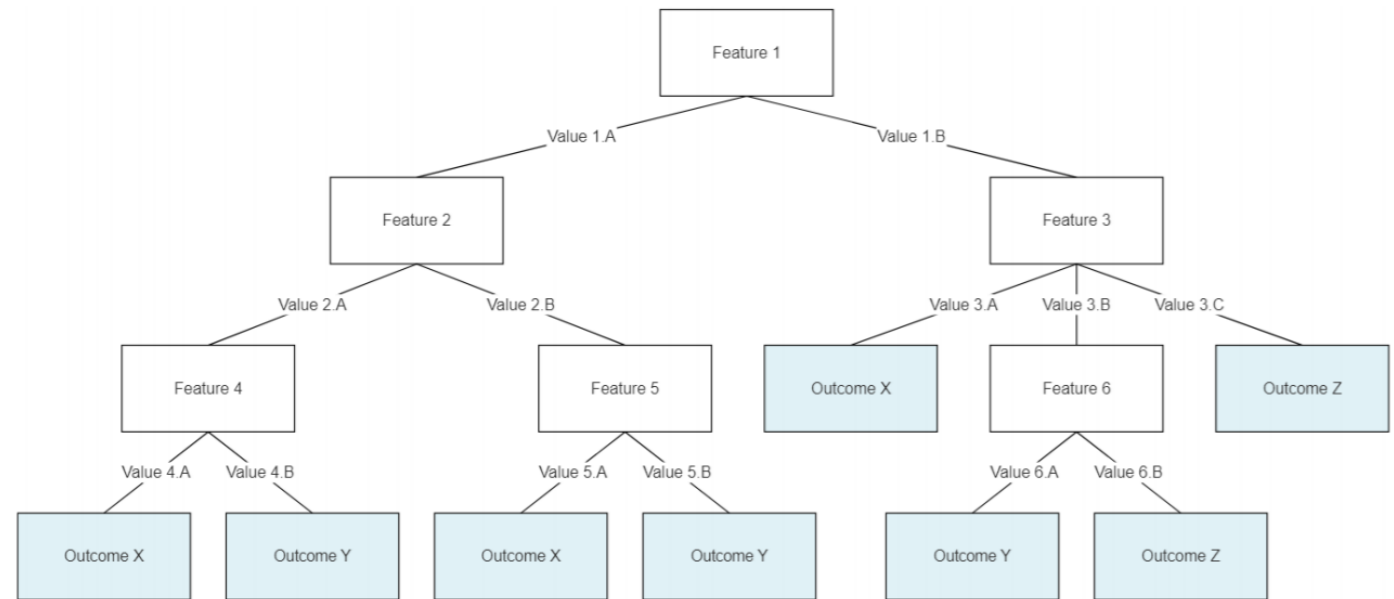 Feature 1
Value 1.A
Value 1.B
Feature 2
Feature 3
Value 2.A
Value 2.B
Value 3.A
Value 3.B
Value 3.C
Feature 4
Feature 5
Outcome X
Feature 6
Outcome Z
Value 4.A
Value 4.B
Value 5.A
Value 5.B
Value 6.A
Value 6.B
Outcome X
Outcome Y
Outcome X
Outcome Y
Outcome Y
Outcome Z